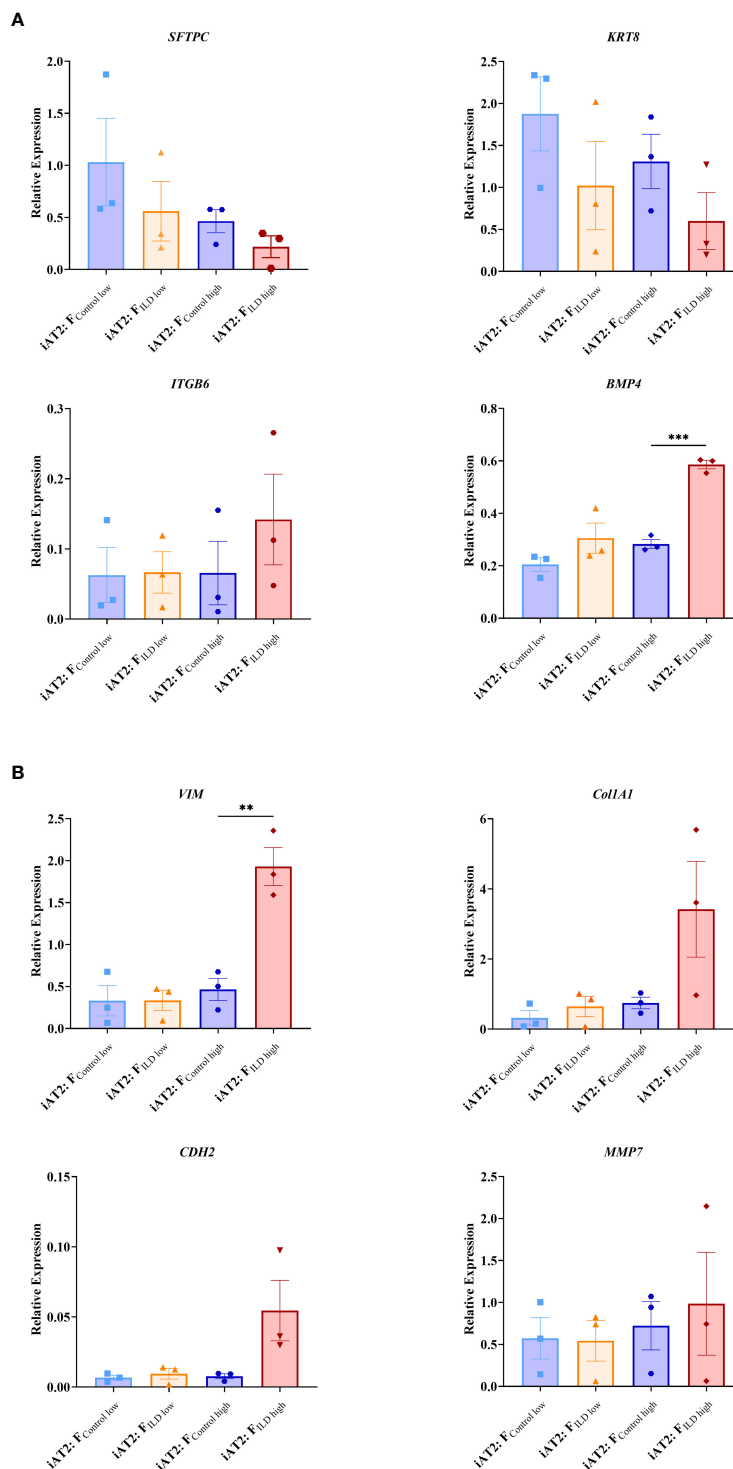 A
SFTPC
Relative Expression
2.0
1.5
1.0
0.5
0.0
iAT2: FControl low
iAT2: FILD low
iAT2: FControl high
iAT2: FILD high
KRT8
Relative Expression
2.5
2.0
1.5
1.0
0.5
0.0
iAT2: FControl low
iAT2: FILD low
iAT2: FControl high
iAT2: FILD high
ITGB6
Relative Expression
0.3
0.2
0.1
0.0
iAT2: FControl low
iAT2: FILD low
iAT2: FControl high
iAT2: FILD high
BMP4
Relative Expression
0.8
0.6
0.4
0.2
0.0
***
iAT2: FControl low
iAT2: FILD low
iAT2: FControl high
iAT2: FILD high
B
VIM
Relative Expression
2.5
2.0
1.5
1.0
0.5
0.0
**
iAT2: FControl low
iAT2: FILD low
iAT2: FControl high
iAT2: FILD high
Col1A1
Relative Expression
6
4
2
0
iAT2: FControl low
iAT2: FILD low
iAT2: FControl high
iAT2: FILD high
CDH2
Relative Expression
0.15
0.10
0.05
0.00
iAT2: FControl low
iAT2: FILD low
iAT2: FControl high
iAT2: FILD high
MMP7
Relative Expression
2.5
2.0
1.5
1.0
0.5
0.0
iAT2: FControl low
iAT2: FILD low
iAT2: FControl high
iAT2: FILD high